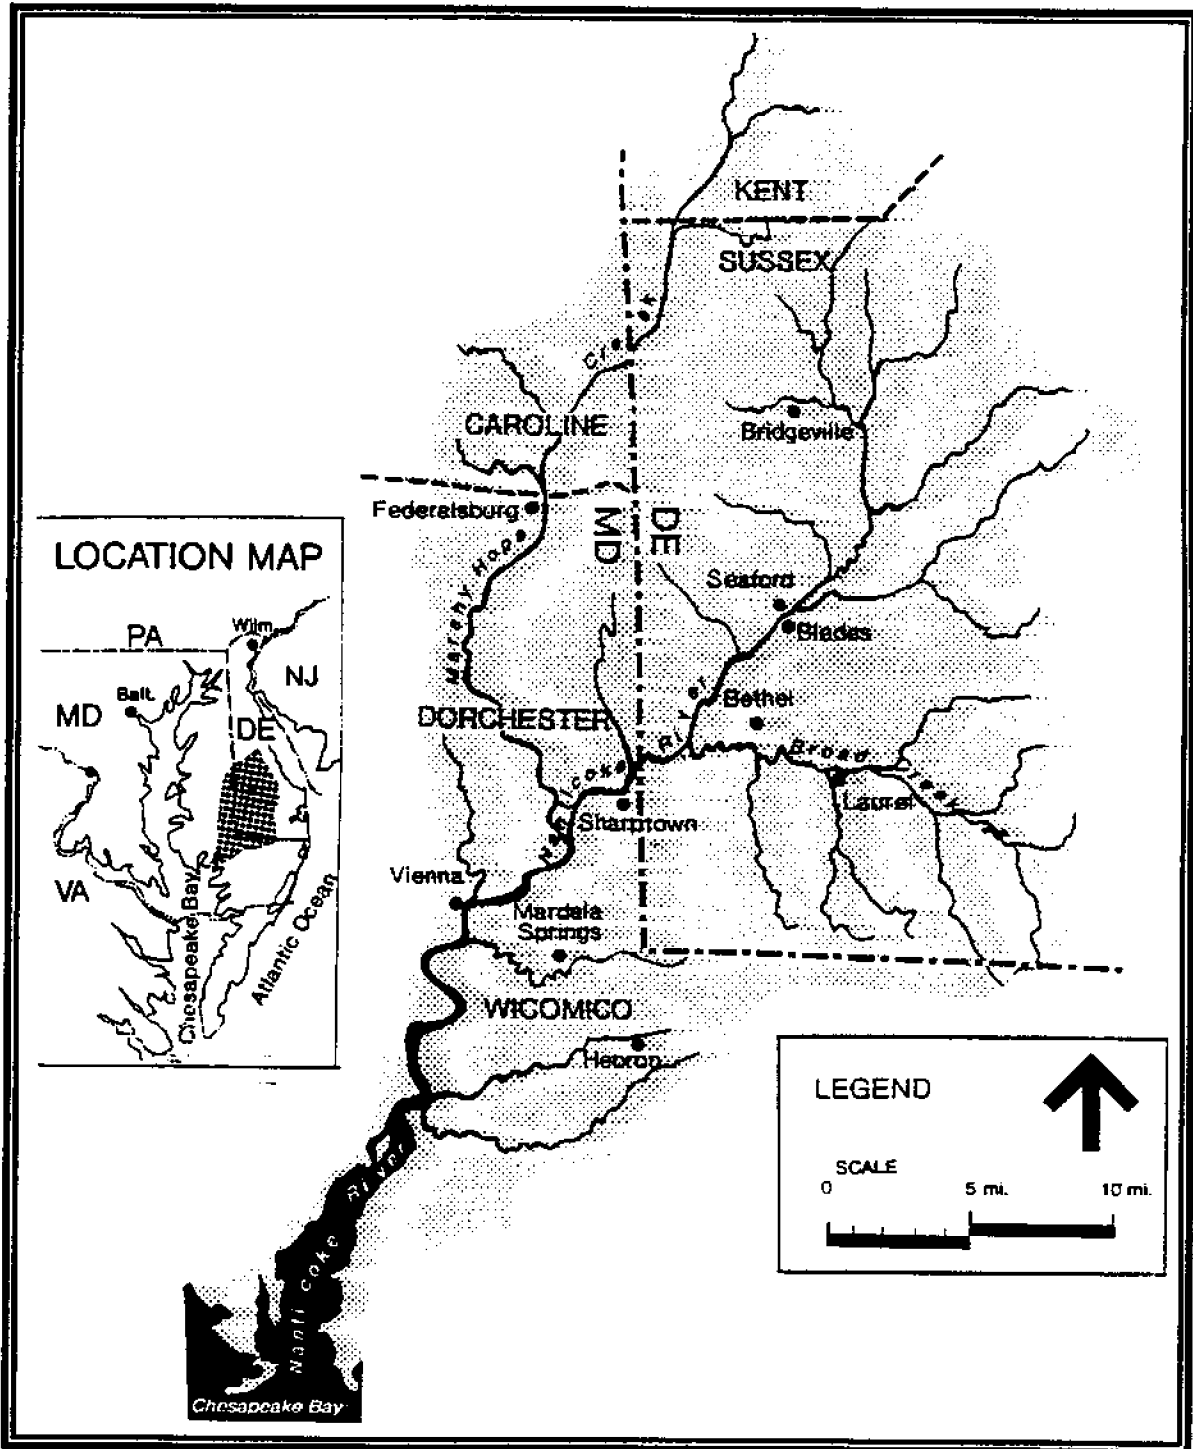 KENT
SUSSEX
Creek
CAROLINE
Bridgeville
Federalsburg
MD
DE
Marshy Hope
Seaford
Blades
Bethel
DORCHESTER
River
Broad Creek
Nanticoke
Laurel
Sharptown
Vienna
Mardela
Springs
WICOMICO
Hebron
Nanticoke River
Chesapeake Bay
LOCATION MAP
PA
Wilm.
NJ
Balt.
MD
DE
VA
Chesapeake Bay
Atlantic Ocean
LEGEND
SCALE
0 5 mi. 10 mi.